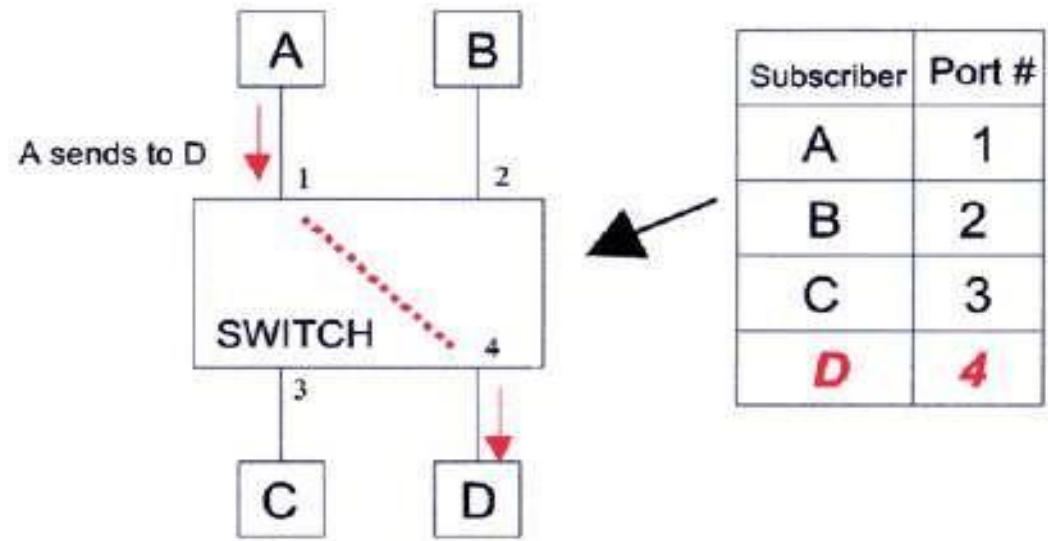 A
B
A sends to D
1
2
SWITCH
4
3
C
D
Subscriber Port #
A 1
B 2
C 3
D 4